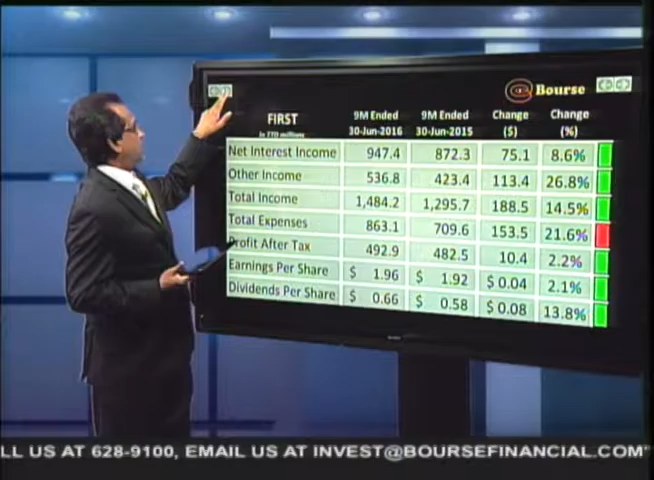 Bourse
FIRST 9M Ended 9M Ended Change Change
In TTD millions 30-Jun-2016 30-Jun-2015 ($) (%)
Net Interest Income 947.4 872.3 75.1 8.6%
Other Income 536.8 423.4 113.4 26.8%
Total Income 1,484.2 1,295.7 188.5 14.5%
Total Expenses 863.1 709.6 153.5 21.6%
Profit After Tax 492.9 482.5 10.4 2.2%
Earnings Per Share $ 1.96 $ 1.92 $ 0.04 2.1%
Dividends Per Share $ 0.66 $ 0.58 $ 0.08 13.8%
LL US AT 628-9100, EMAIL US AT INVEST@BOURSEFINANCIAL.COM"